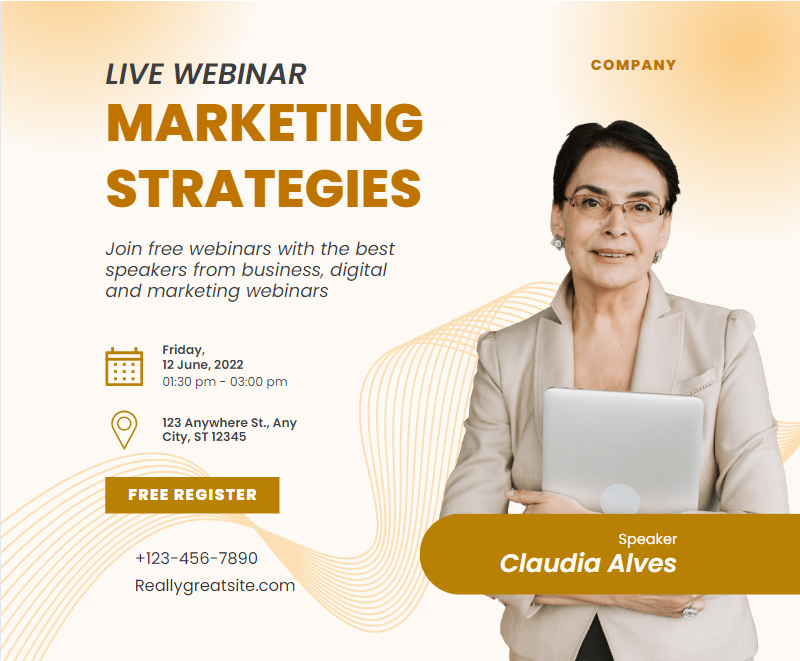 LIVE WEBINAR
COMPANY
MARKETING
STRATEGIES
Join free webinars with the best
speakers from business, digital
and marketing webinars
Friday,
12 June, 2022
01:30 pm - 03:00 pm
123 Anywhere St., Any
City, ST 12345
FREE REGISTER
+123-456-7890
Reallygreatsite.com
Speaker
Claudia Alves